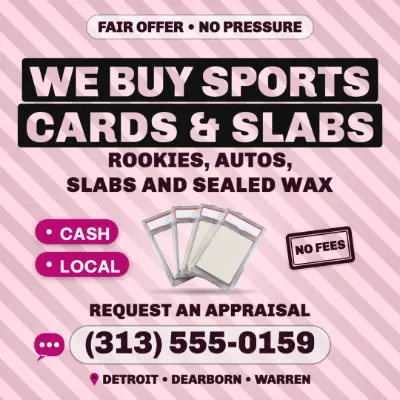 FAIR OFFER • NO PRESSURE
WE BUY SPORTS
CARDS & SLABS
ROOKIES, AUTOS,
SLABS AND SEALED WAX
• CASH
• LOCAL
NO FEES
REQUEST AN APPRAISAL
(313) 555-0159
DETROIT • DEARBORN • WARREN